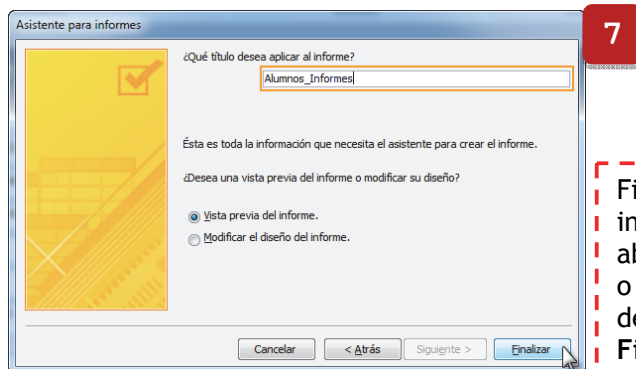 Asistente para informes
7
¿Qué título desea aplicar al informe?
Alumnos_Informes
Ésta es toda la información que necesita el asistente para crear el informe.
¿Desea una vista previa del informe o modificar su diseño?
Vista previa del informe.
Modificar el diseño del informe.
Cancelar
< Atrás
Siguiente >
Finalizar
o